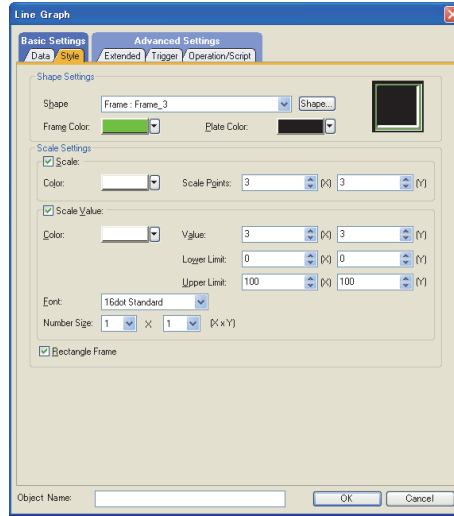 Line Graph
Basic Settings Advanced Settings
Data Style Extended Trigger Operation/Script
Shape Settings
Shape Frame : Frame_3 Shape...
Frame Color: Plate Color:
Scale Settings
Scale:
Color: Scale Points: 3 (X) 3 (Y)
Scale Value:
Color: Value: 3 (X) 3 (Y)
Lower Limit: 0 (X) 0 (Y)
Upper Limit: 100 (X) 100 (Y)
Font: 16dot Standard
Number Size: 1 X 1 (X x Y)
Rectangle Frame
Object Name: OK Cancel